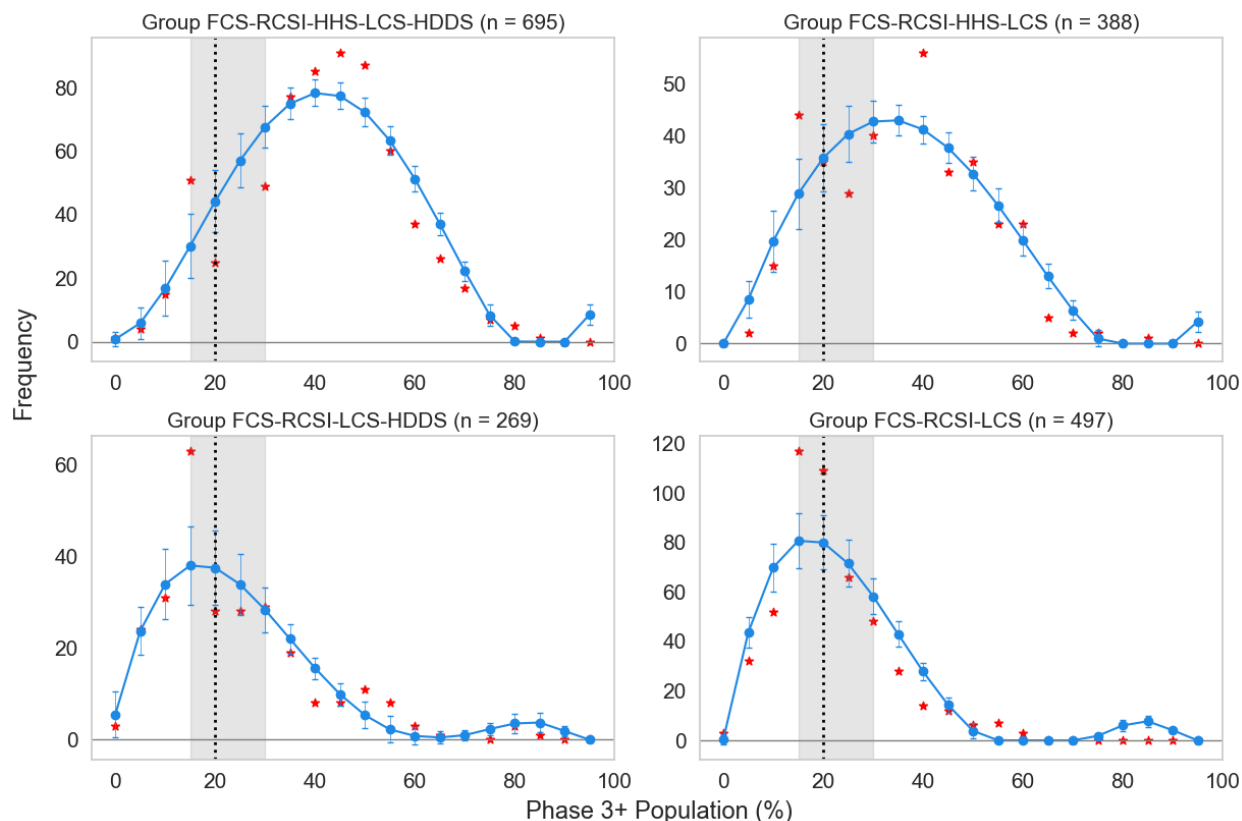 Group FCS-RCSI-HHS-LCS-HDDS (n = 695)
80
60
40
20
0
0 20 40 60 80 100
Group FCS-RCSI-HHS-LCS (n = 388)
50
40
30
20
10
0
0 20 40 60 80 100
Frequency
Group FCS-RCSI-LCS-HDDS (n = 269)
60
40
20
0
0 20 40 60 80 100
Group FCS-RCSI-LCS (n = 497)
120
100
80
60
40
20
0
0 20 40 60 80 100
Phase 3+ Population (%)